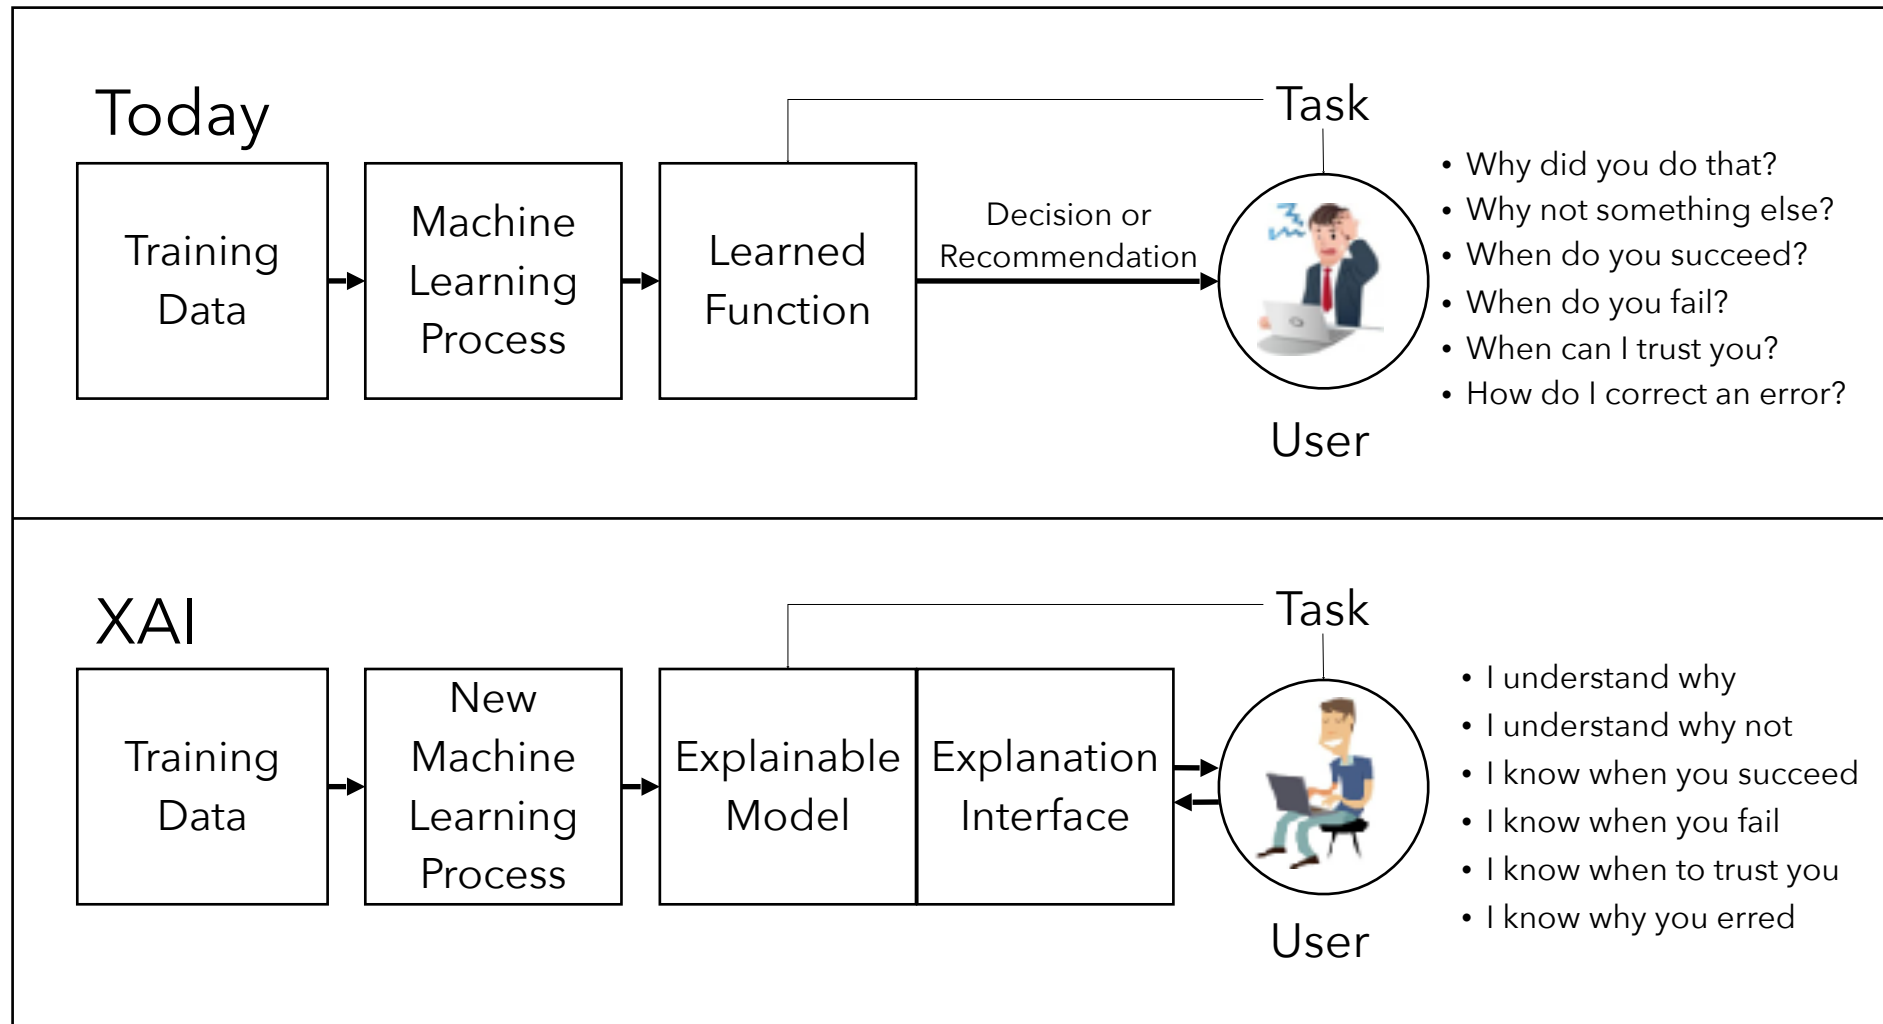 Today
Task
Training
Data
Machine
Learning
Process
Learned
Function
Decision or
Recommendation
User
• Why did you do that?
• Why not something else?
• When do you succeed?
• When do you fail?
• When can I trust you?
• How do I correct an error?
XAI
Task
Training
Data
New
Machine
Learning
Process
Explainable
Model
Explanation
Interface
User
• I understand why
• I understand why not
• I know when you succeed
• I know when you fail
• I know when to trust you
• I know why you erred